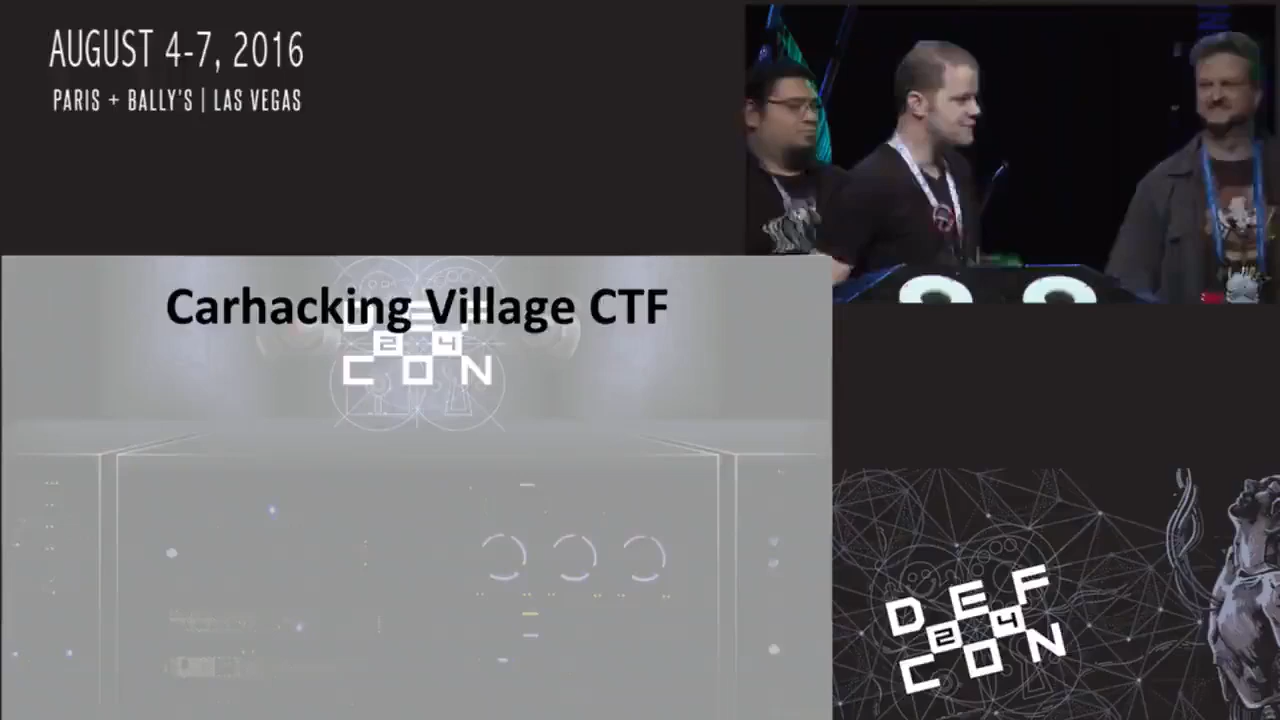 AUGUST 4-7, 2016
PARIS + BALLY'S | LAS VEGAS
Carhacking Village CTF
DEF
24
CON
DEF
24
CON